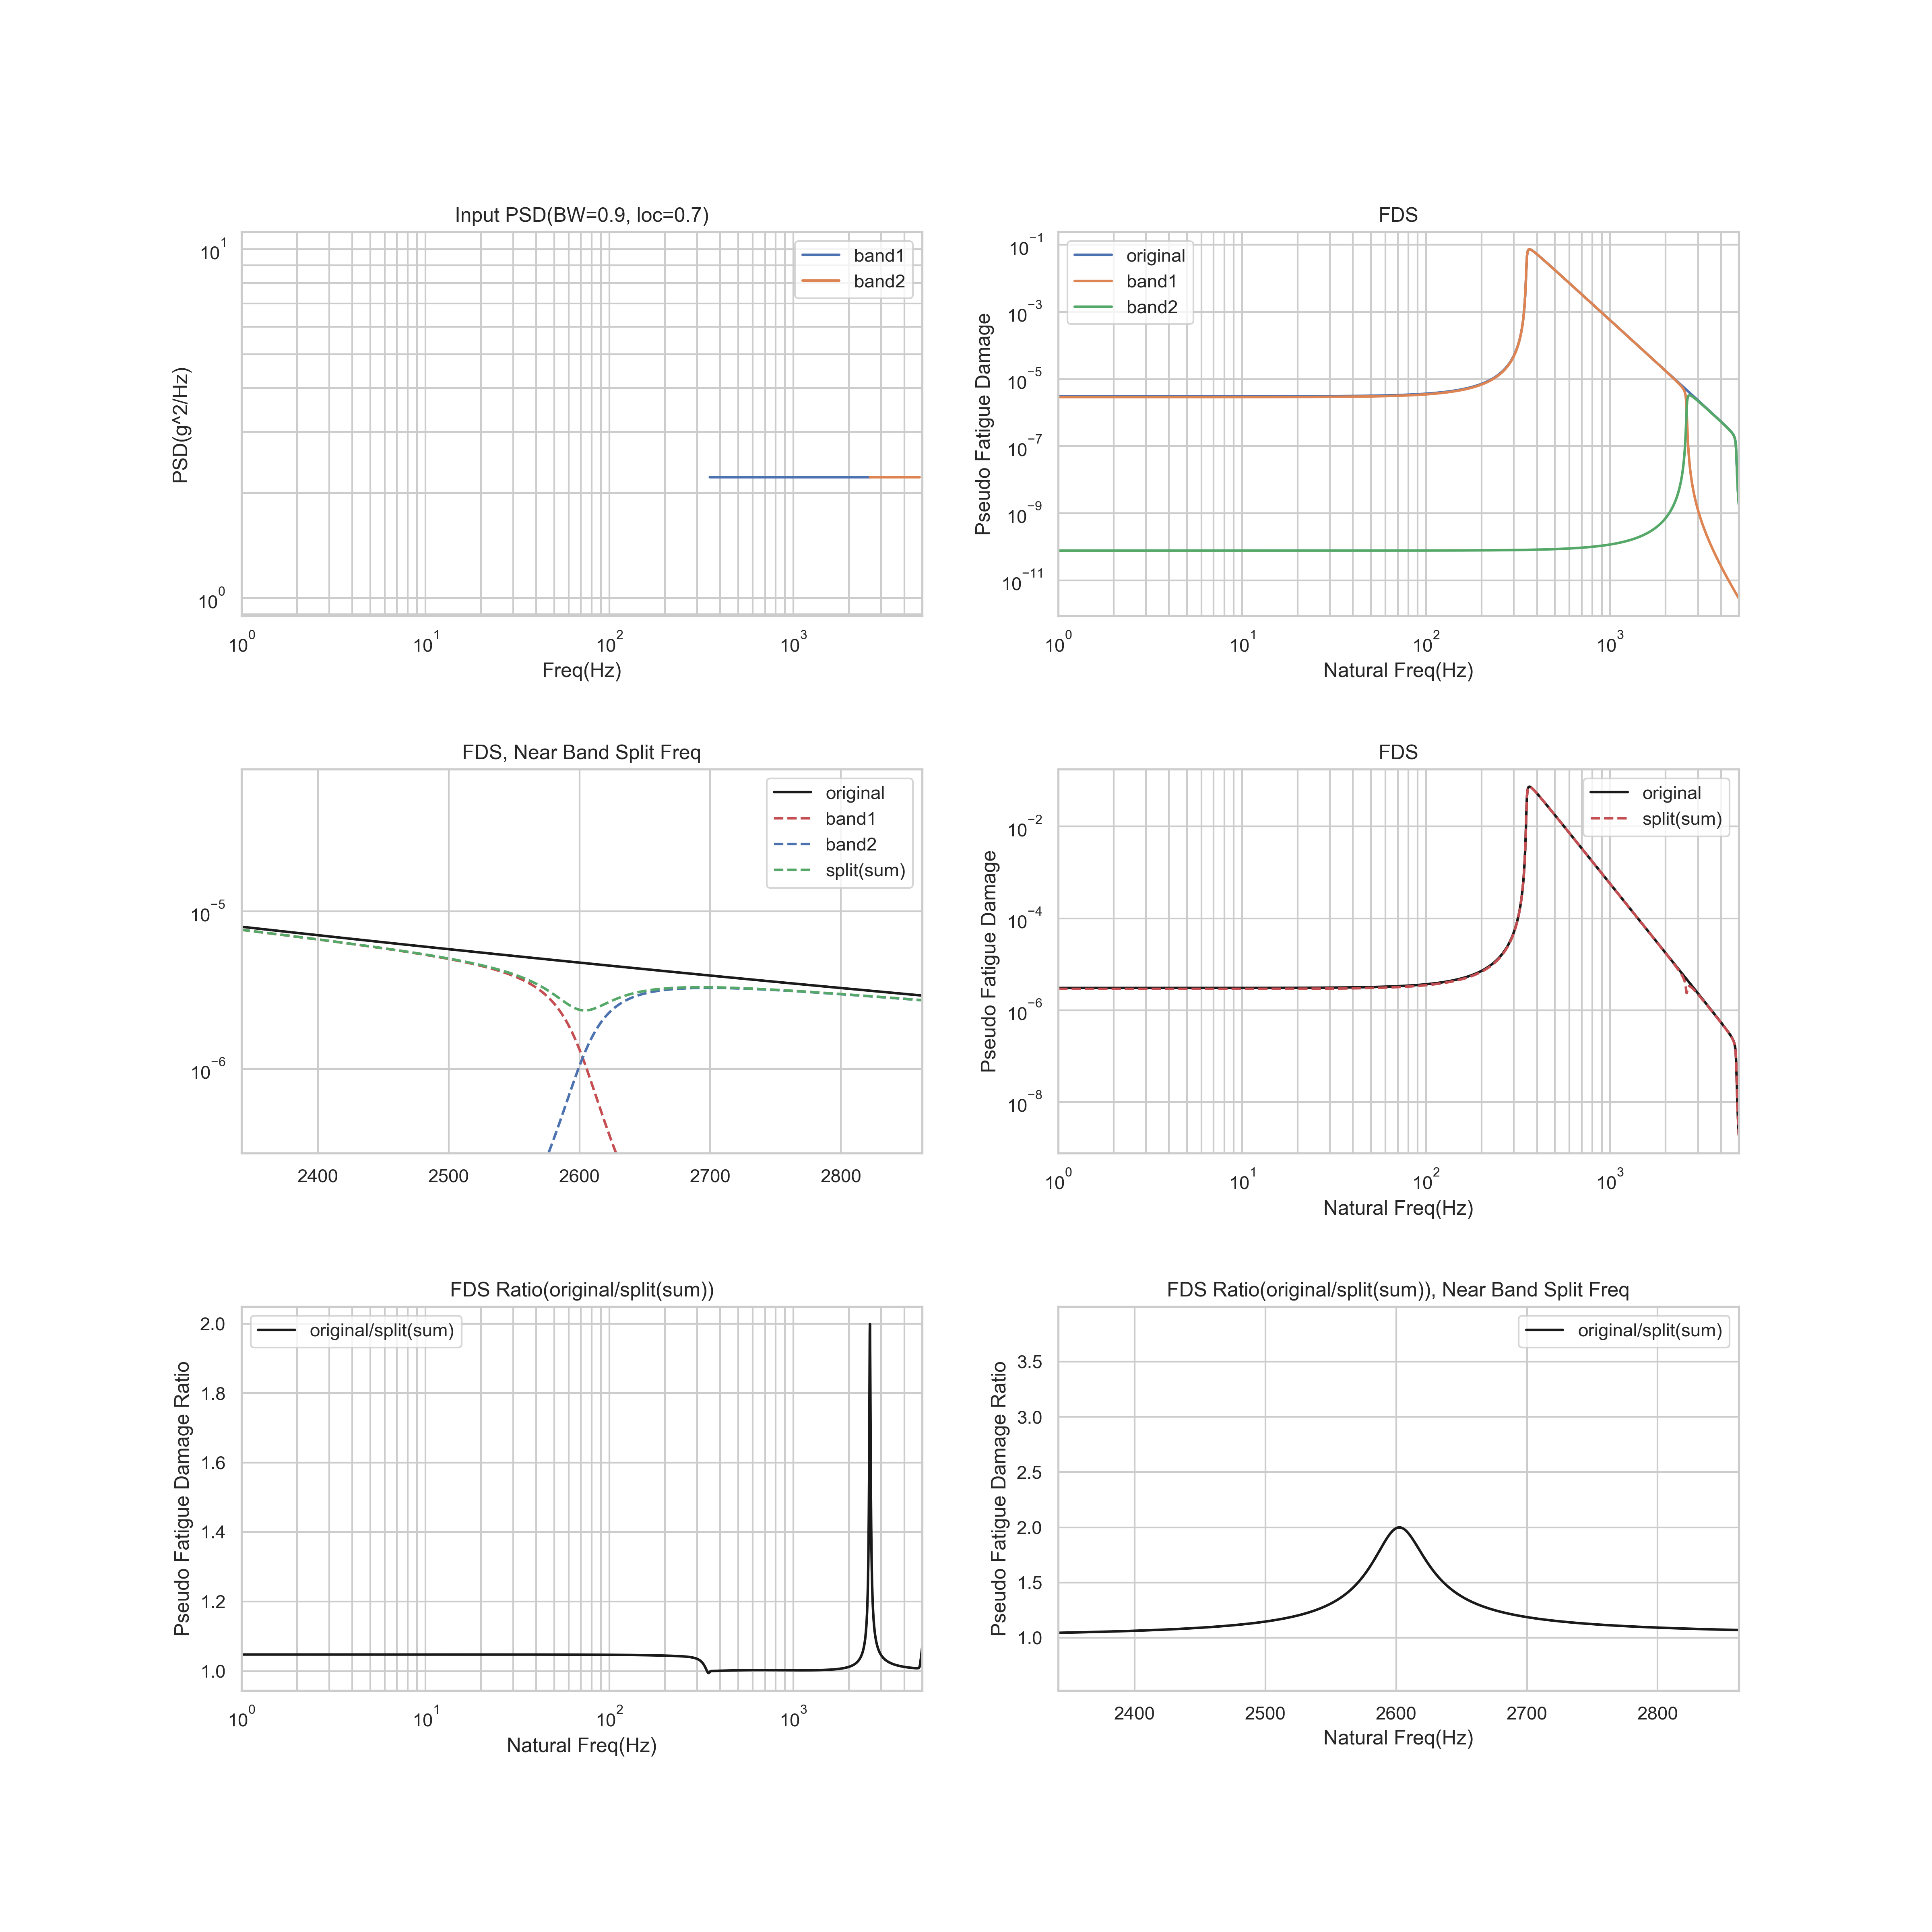 Input PSD(BW=0.9, loc=0.7)
PSD(g^2/Hz)
10^1
10^0
band1
band2
10^0 10^1 10^2 10^3
Freq(Hz)
FDS
Pseudo Fatigue Damage
10^−1
10^−3
10^−5
10^−7
10^−9
10^−11
original
band1
band2
10^0 10^1 10^2 10^3
Natural Freq(Hz)
FDS, Near Band Split Freq
10^−5
10^−6
original
band1
band2
split(sum)
2400 2500 2600 2700 2800
FDS
Pseudo Fatigue Damage
10^−2
10^−4
10^−6
10^−8
original
split(sum)
10^0 10^1 10^2 10^3
Natural Freq(Hz)
FDS Ratio(original/split(sum))
Pseudo Fatigue Damage Ratio
2.0
1.8
1.6
1.4
1.2
1.0
original/split(sum)
10^0 10^1 10^2 10^3
Natural Freq(Hz)
FDS Ratio(original/split(sum)), Near Band Split Freq
Pseudo Fatigue Damage Ratio
3.5
3.0
2.5
2.0
1.5
1.0
original/split(sum)
2400 2500 2600 2700 2800
Natural Freq(Hz)